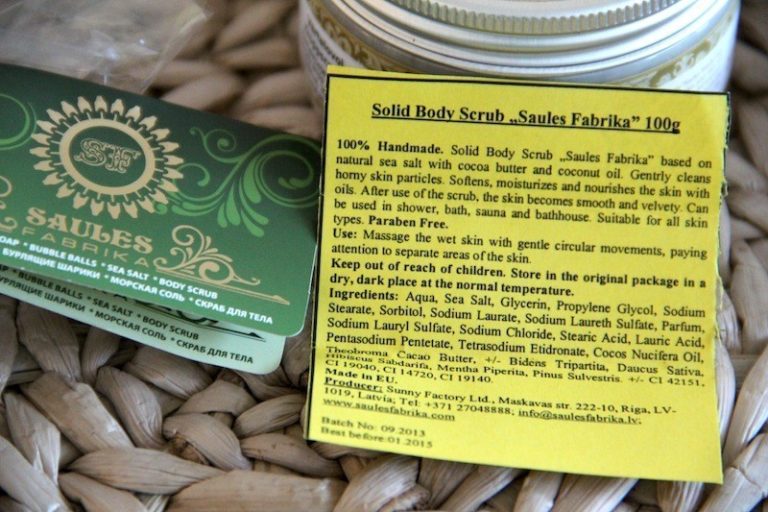 SF
SAULES
FABRIKA
OAP * BUBBLE BALLS * SEA SALT * BODY SCRUB
БУРЛЯЩИЕ ШАРИКИ * МОРСКАЯ СОЛЬ * СКРАБ ДЛЯ ТЕЛА
* BUBBLE BALLS * SEA SALT * BODY SCRUB
ШАРИКИ * МОРСКАЯ СОЛЬ * СКРАБ ДЛЯ ТЕЛА
Solid Body Scrub „Saules Fabrika” 100g
100% Handmade. Solid Body Scrub „Saules Fabrika” based on
natural sea salt with cocoa butter and coconut oil. Gentrly cleans
horny skin particles. Softens, moisturizes and nourishes the skin with
oils. After use of the scrub, the skin becomes smooth and velvety. Can
be used in shower, bath, sauna and bathhouse. Suitable for all skin
types. Paraben Free.
Use: Massage the wet skin with gentle circular movements, paying
attention to separate areas of the skin.
Keep out of reach of children. Store in the original package in a
dry, dark place at the normal temperature.
Ingredients: Aqua, Sea Salt, Glycerin, Propylene Glycol, Sodium
Stearate, Sorbitol, Sodium Laurate, Sodium Laureth Sulfate, Parfum,
Sodium Lauryl Sulfate, Sodium Chloride, Stearic Acid, Lauric Acid,
Pentasodium Pentetate, Tetrasodium Etidronate, Cocos Nucifera Oil,
Theobroma Cacao Butter, +/- Bidens Tripartita, Daucus Sativa,
Hibiscus Sabdarifa, Mentha Piperita, Pinus Sulvestris. +/- CI 42151,
CI 19040, CI 14720, CI 19140.
Made in EU.
Producer: Sunny Factory Ltd., Maskavas str. 222-10, Riga, LV-
1019, Latvia; Tel: +371 27048888; info@saulesfabrika.lv;
www.saulesfabrika.com
Batch No: 09.2013
Best before:01.2015